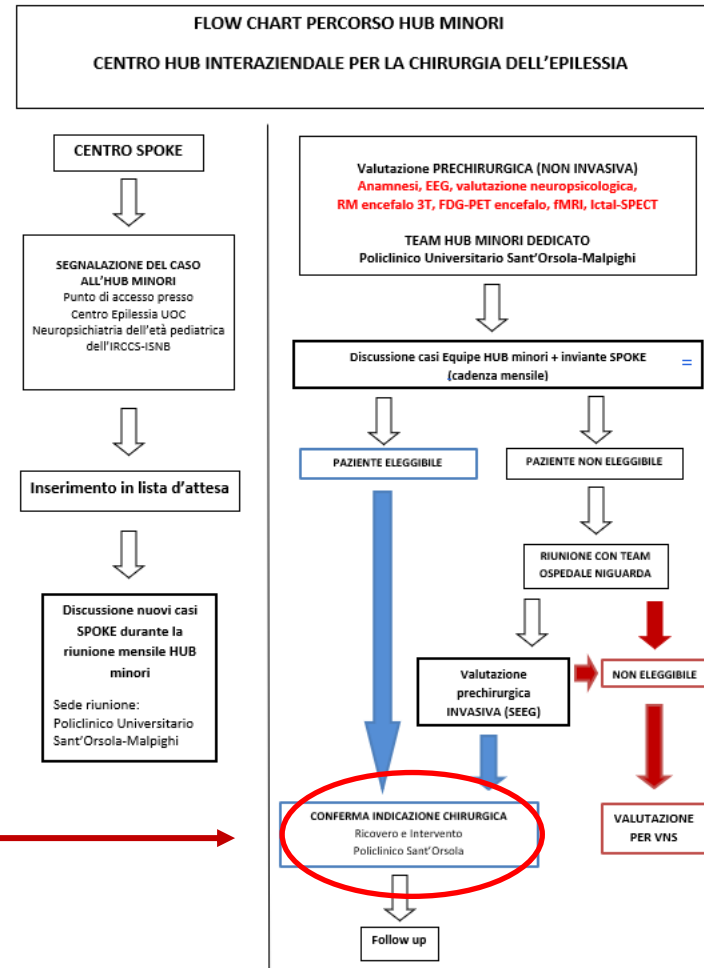 FLOW CHART PERCORSO HUB MINORI
CENTRO HUB INTERAZIENDALE PER LA CHIRURGIA DELL'EPILESSIA
CENTRO SPOKE
SEGNALAZIONE DEL CASO
ALL'HUB MINORI
Punto di accesso presso
Centro Epilessia UOC
Neuropsichiatria dell'età pediatrica
dell'IRCCS-ISNB
Inserimento in lista d'attesa
Discussione nuovi casi
SPOKE durante la
riunione mensile HUB
minori
Sede riunione:
Policlinico Universitario
Sant'Orsola-Malpighi
Valutazione PRECHIRURGICA (NON INVASIVA)
Anamnesi, EEG, valutazione neuropsicologica,
RM encefalo 3T, FDG-PET encefalo, fMRI, Ictal-SPECT
TEAM HUB MINORI DEDICATO
Policlinico Universitario Sant'Orsola-Malpighi
Discussione casi Equipe HUB minori + inviante SPOKE =
(cadenza mensile)
PAZIENTE ELEGGIBILE
PAZIENTE NON ELEGGIBILE
RIUNIONE CON TEAM
OSPEDALE NIGUARDA
Valutazione
prechirurgica
INVASIVA (SEEG)
NON ELEGGIBILE
CONFERMA INDICAZIONE CHIRURGICA
Ricovero e Intervento
Policlinico Sant'Orsola
VALUTAZIONE
PER VNS
Follow up